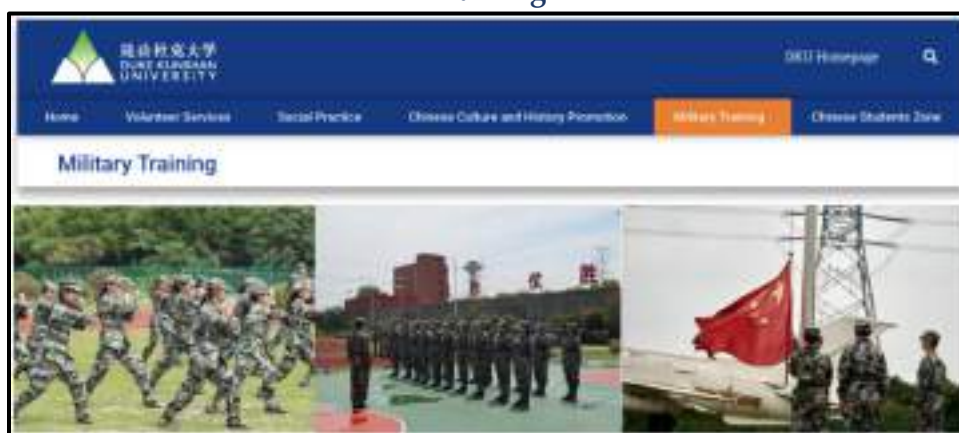 昆山杜克大学
DUKE KUNSHAN
UNIVERSITY
DKU Homepage
Home Volunteer Services Social Practice Chinese Culture and History Promotion Military Training Chinese Students Zone
Military Training